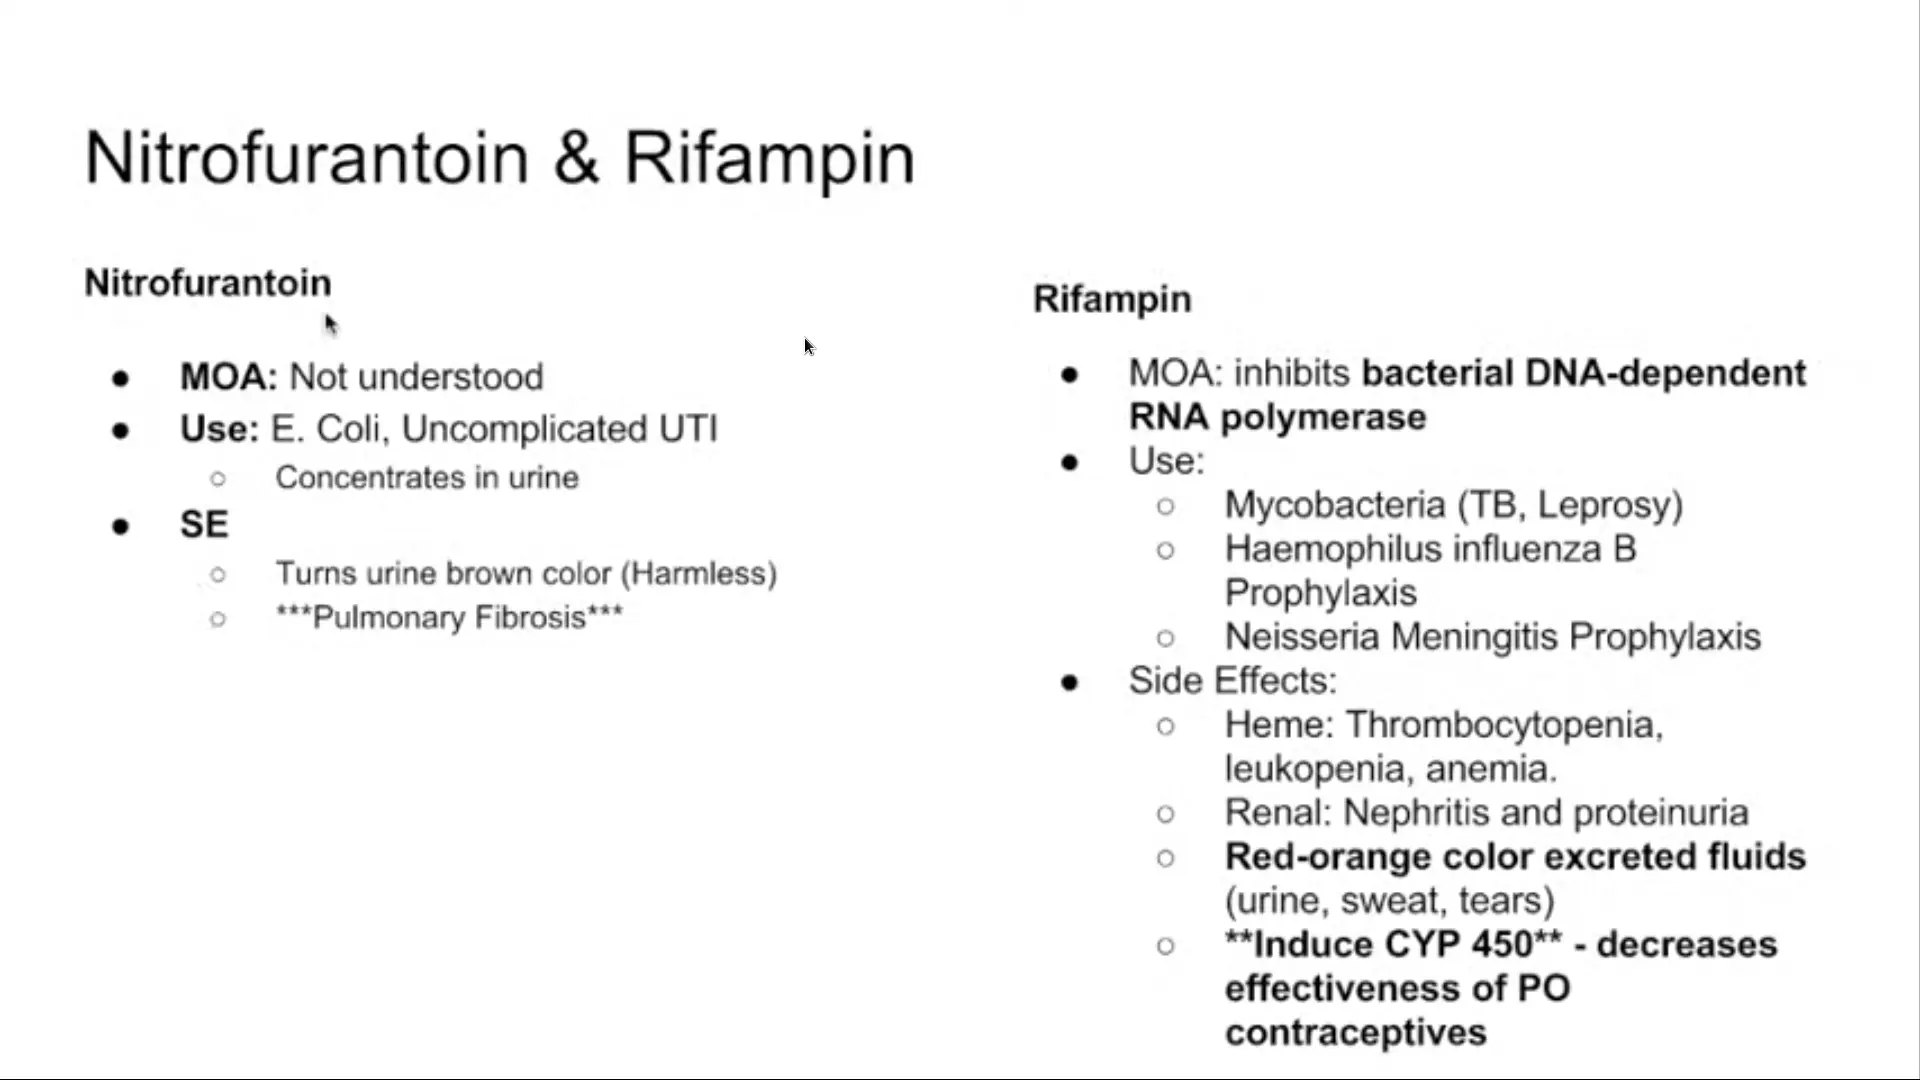 Nitrofurantoin & Rifampin
Nitrofurantoin
● MOA: Not understood
● Use: E. Coli, Uncomplicated UTI
○ Concentrates in urine
● SE
○ Turns urine brown color (Harmless)
○ ***Pulmonary Fibrosis***
Rifampin
● MOA: inhibits bacterial DNA-dependent
RNA polymerase
● Use:
○ Mycobacteria (TB, Leprosy)
○ Haemophilus influenza B
Prophylaxis
○ Neisseria Meningitis Prophylaxis
● Side Effects:
○ Heme: Thrombocytopenia,
leukopenia, anemia.
○ Renal: Nephritis and proteinuria
○ Red-orange color excreted fluids
(urine, sweat, tears)
○ **Induce CYP 450** - decreases
effectiveness of PO
contraceptives